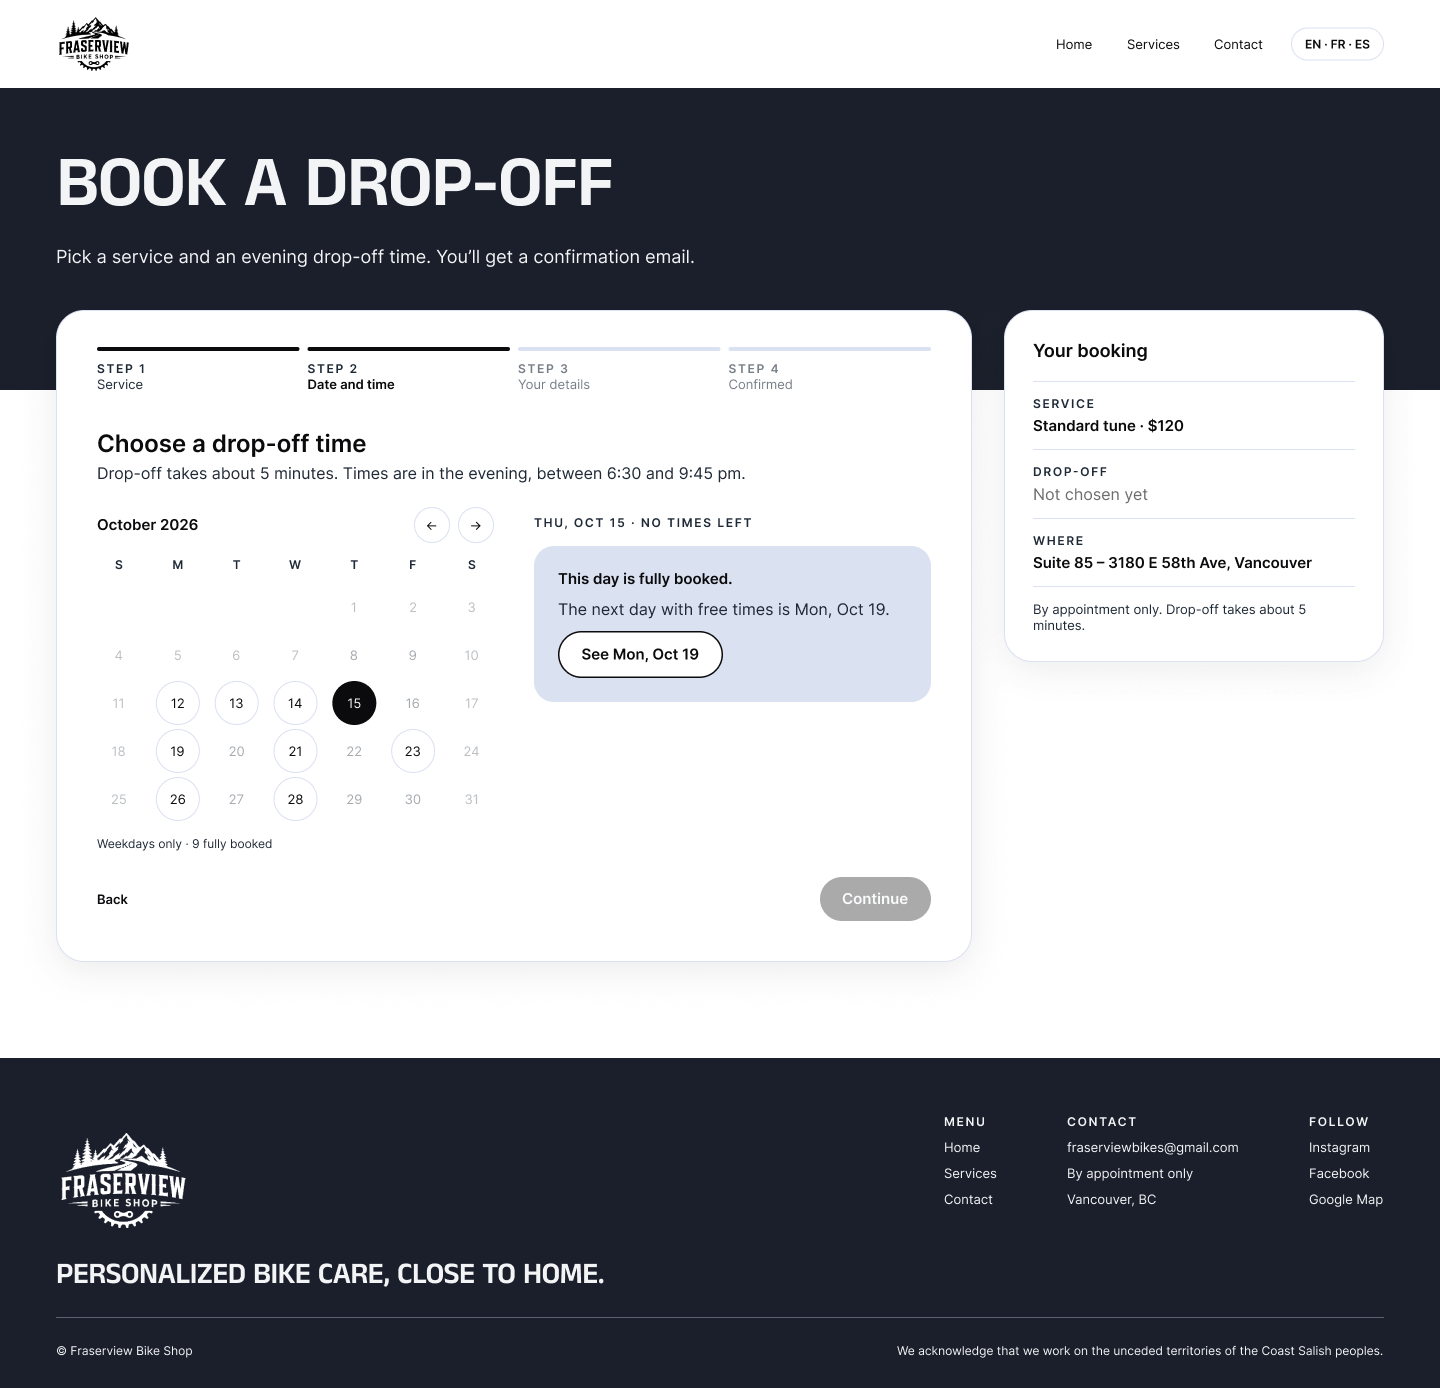 FRASERVIEW
BIKE SHOP
Home
Services
Contact
EN · FR · ES
BOOK A DROP-OFF
Pick a service and an evening drop-off time. You’ll get a confirmation email.
STEP 1
Service
STEP 2
Date and time
STEP 3
Your details
STEP 4
Confirmed
Choose a drop-off time
Drop-off takes about 5 minutes. Times are in the evening, between 6:30 and 9:45 pm.
October 2026
← →
S M T W T F S
1 2 3
4 5 6 7 8 9 10
11 12 13 14 15 16 17
18 19 20 21 22 23 24
25 26 27 28 29 30 31
Weekdays only · 9 fully booked
THU, OCT 15 · NO TIMES LEFT
This day is fully booked.
The next day with free times is Mon, Oct 19.
See Mon, Oct 19
Back
Continue
Your booking
SERVICE
Standard tune · $120
DROP-OFF
Not chosen yet
WHERE
Suite 85 – 3180 E 58th Ave, Vancouver
By appointment only. Drop-off takes about 5
minutes.
FRASERVIEW
BIKE SHOP
PERSONALIZED BIKE CARE, CLOSE TO HOME.
MENU
Home
Services
Contact
CONTACT
fraserviewbikes@gmail.com
By appointment only
Vancouver, BC
FOLLOW
Instagram
Facebook
Google Map
© Fraserview Bike Shop
We acknowledge that we work on the unceded territories of the Coast Salish peoples.